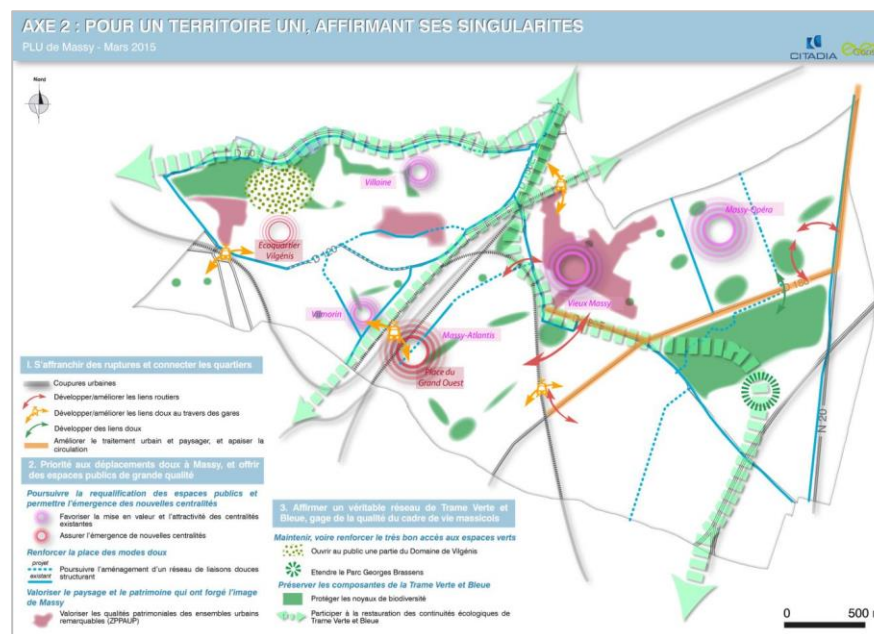 AXE 2 : POUR UN TERRITOIRE UNI, AFFIRMANT SES SINGULARITES
PLU de Massy - Mars 2015
CITADIA
Nord
Villaine
Massy-Opéra
Ecoquartier
Vilgénis
D 120
Vieux Massy
D 188
Vilmorin
Massy-Atlantis
Place du
Grand Ouest
N 20
1. S'affranchir des ruptures et connecter les quartiers
Coupures urbaines
Développer/améliorer les liens routiers
Développer/améliorer les liens doux au travers des gares
Développer des liens doux
Améliorer le traitement urbain et paysager, et apaiser la
circulation
2. Priorité aux déplacements doux à Massy, et offrir
des espaces publics de grande qualité
Poursuivre la requalification des espaces publics et
permettre l'émergence des nouvelles centralités
Favoriser la mise en valeur et l'attractivité des centralités
existantes
Assurer l'émergence de nouvelles centralités
Renforcer la place des modes doux
projet
existant
Poursuivre l'aménagement d'un réseau de liaisons douces
structurant
Valoriser le paysage et le patrimoine qui ont forgé l'image
de Massy
Valoriser les qualités patrimoniales des ensembles urbains
remarquables (ZPPAUP)
3. Affirmer un véritable réseau de Trame Verte et
Bleue, gage de la qualité du cadre de vie massicois
Maintenir, voire renforcer le très bon accès aux espaces verts
Ouvrir au public une partie du Domaine de Vilgénis
Etendre le Parc Georges Brassens
Préserver les composantes de la Trame Verte et Bleue
Protéger les noyaux de biodiversité
Participer à la restauration des continuités écologiques de
Trame Verte et Bleue
0 500